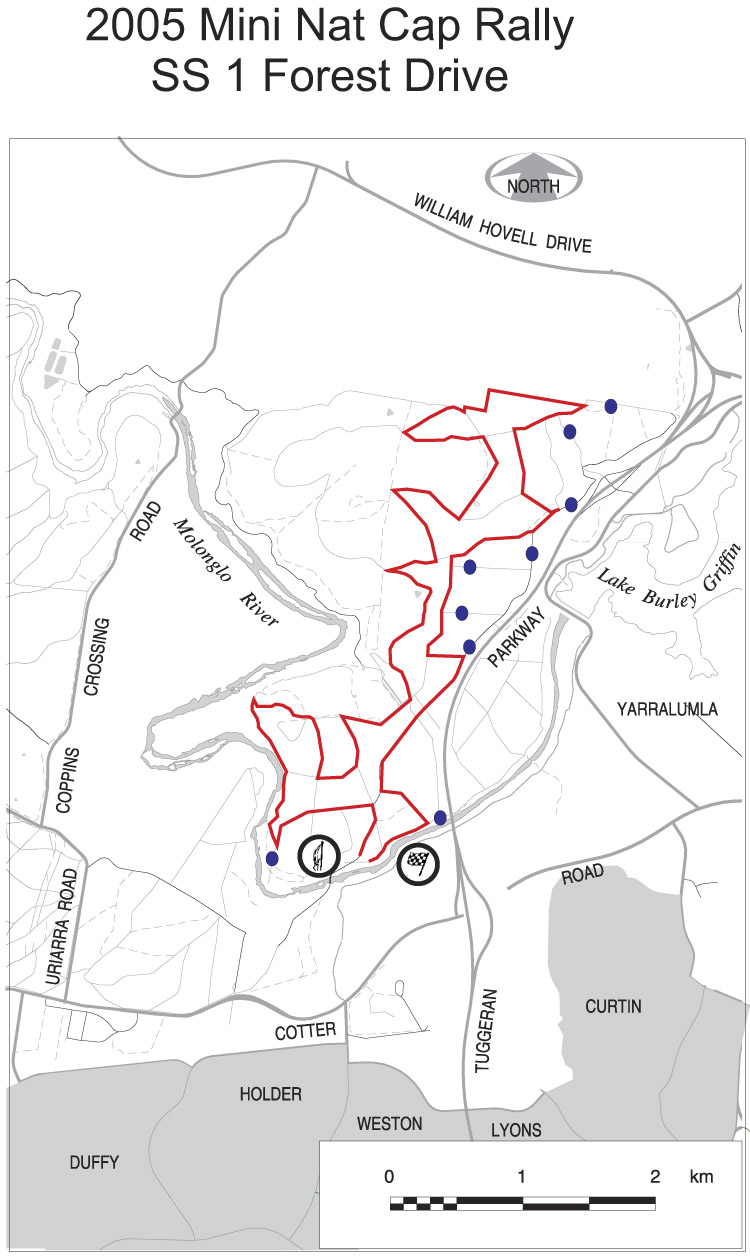 2005 Mini Nat Cap Rally
SS 1 Forest Drive
NORTH
WILLIAM HOVELL DRIVE
ROAD
Molonglo
River
Lake Burley Griffin
CROSSING
PARKWAY
YARRALUMLA
COPPINS
ROAD
URIARRA ROAD
CURTIN
TUGGERAN
COTTER
HOLDER
WESTON
LYONS
DUFFY
0 1 2 km